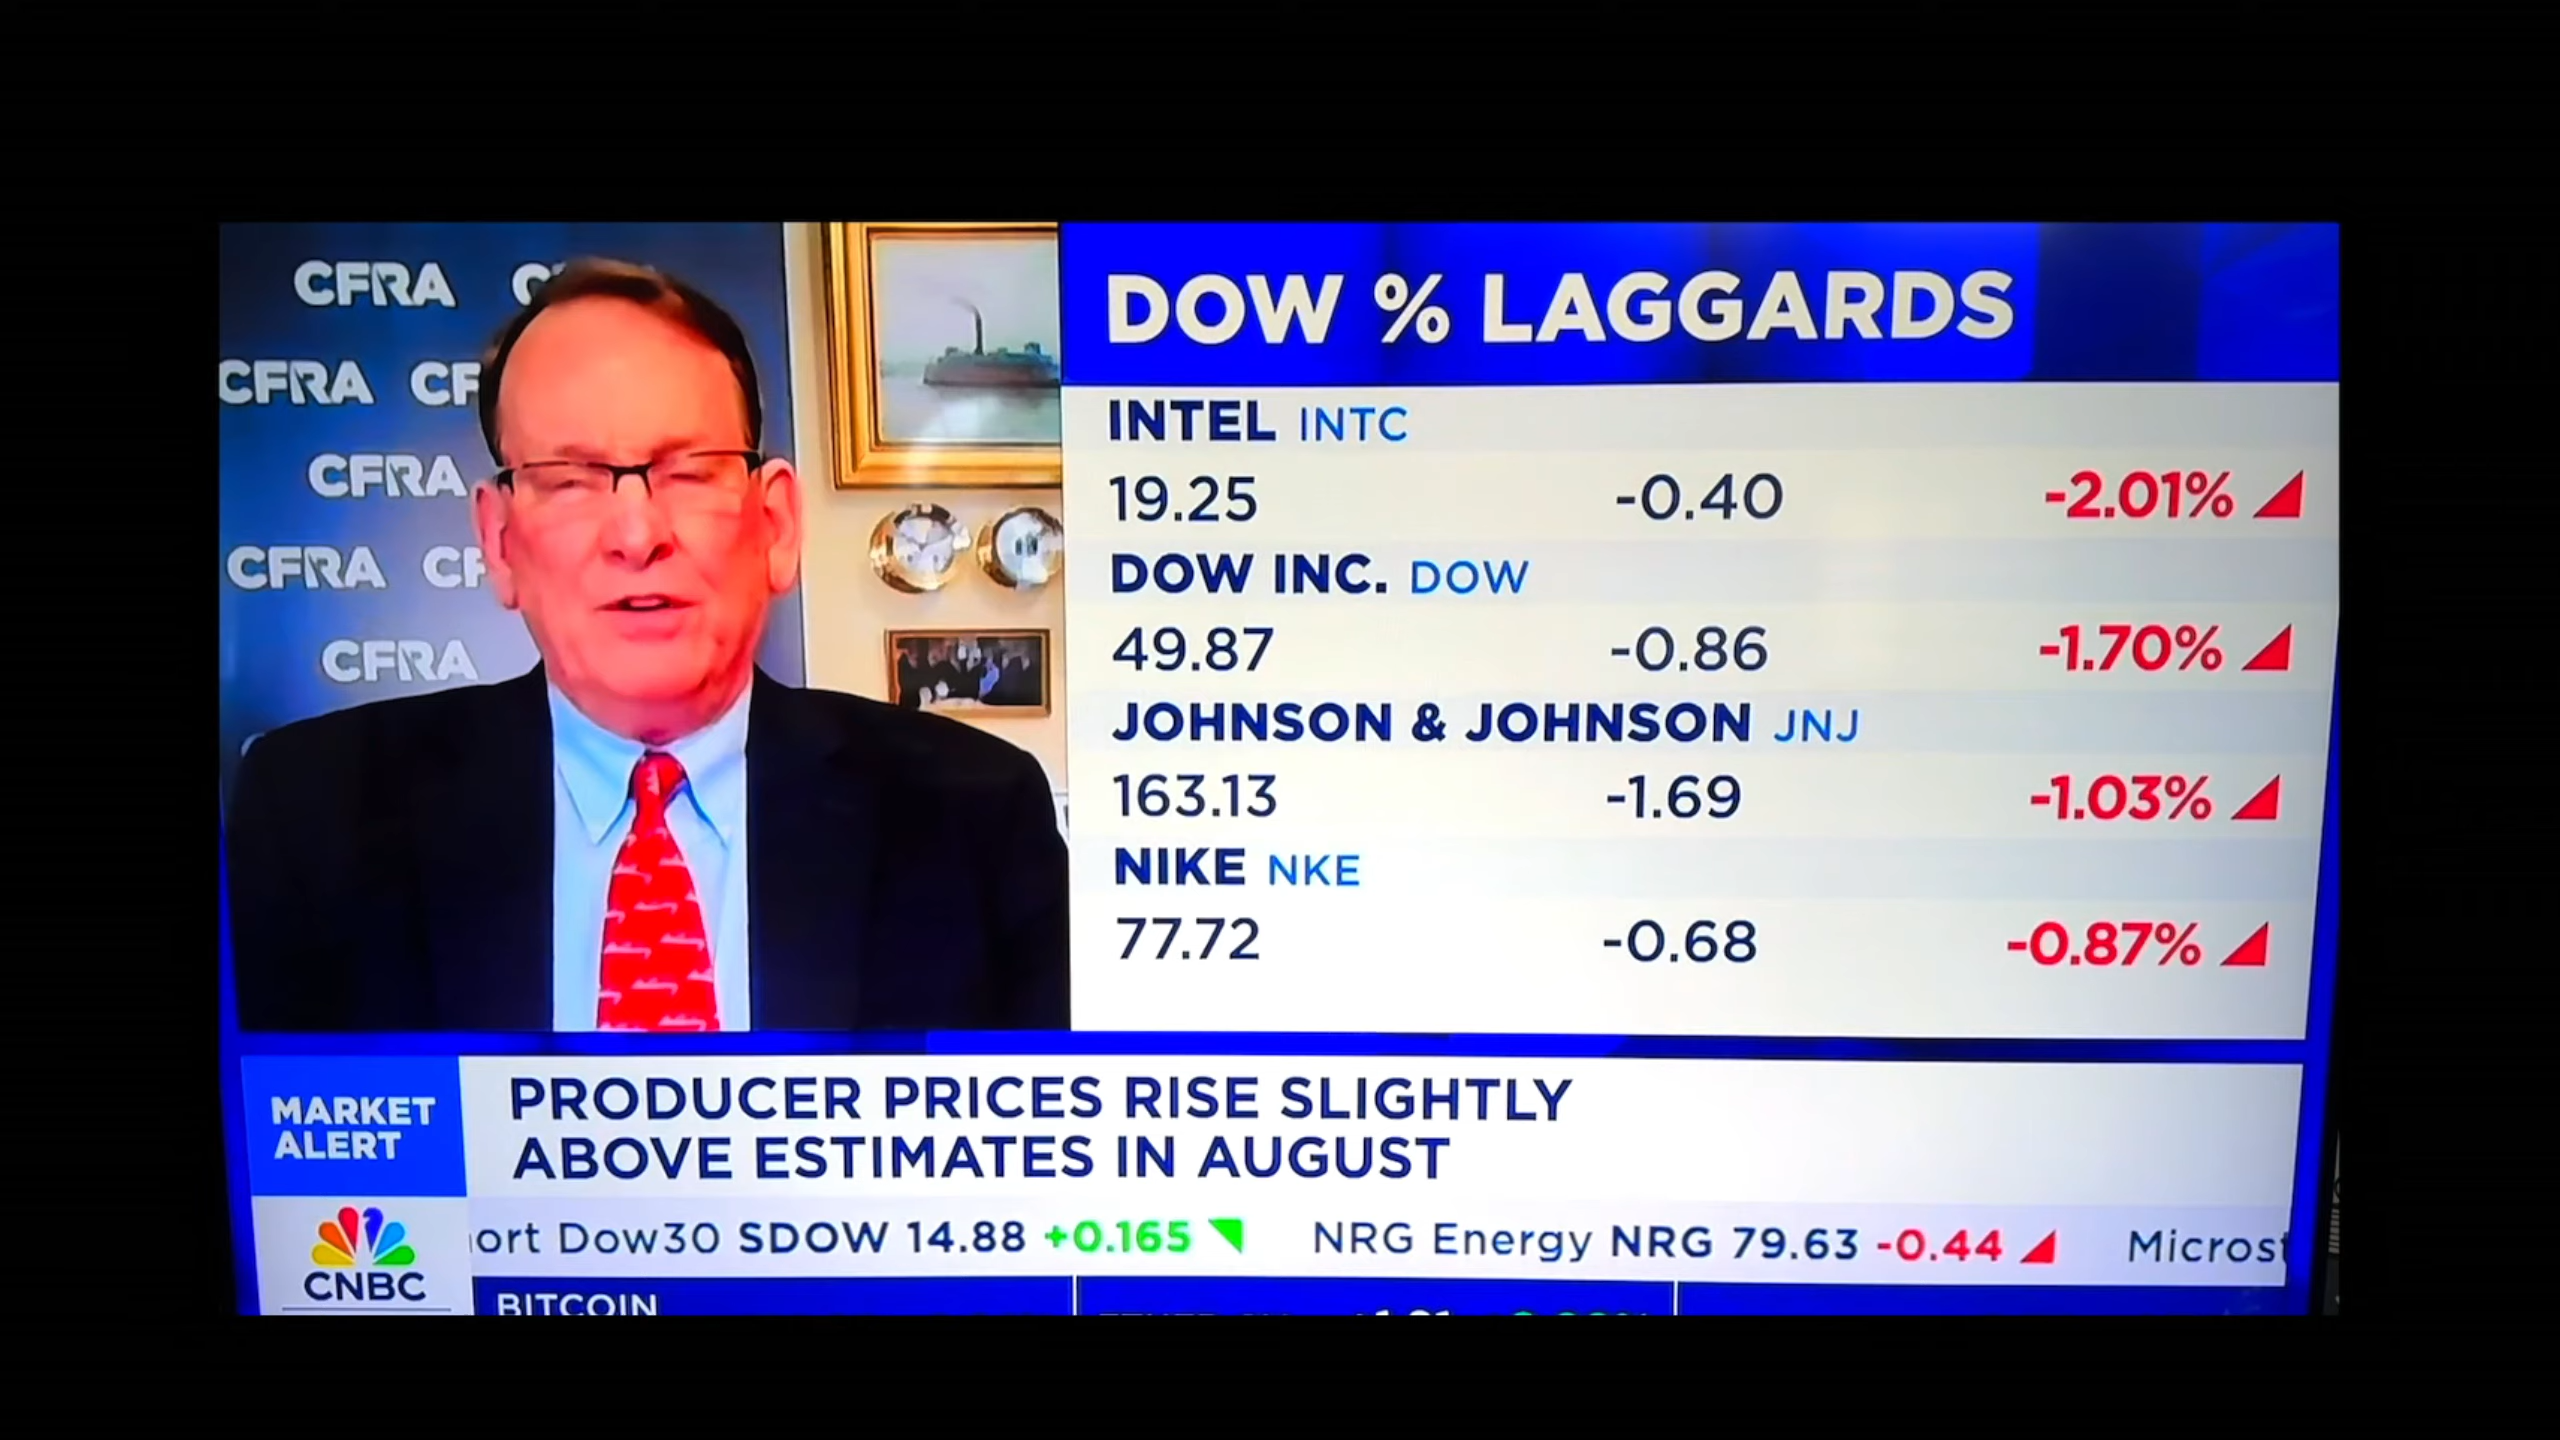 CFRA
CFRA
CFRA
CFRA
CFRA
DOW % LAGGARDS
INTEL INTC
19.25 -0.40 -2.01%
DOW INC. DOW
49.87 -0.86 -1.70%
JOHNSON & JOHNSON JNJ
163.13 -1.69 -1.03%
NIKE NKE
77.72 -0.68 -0.87%
MARKET
ALERT
PRODUCER PRICES RISE SLIGHTLY
ABOVE ESTIMATES IN AUGUST
ort Dow30 SDOW 14.88 +0.165 NRG Energy NRG 79.63 -0.44 Micros
CNBC
BITCOIN